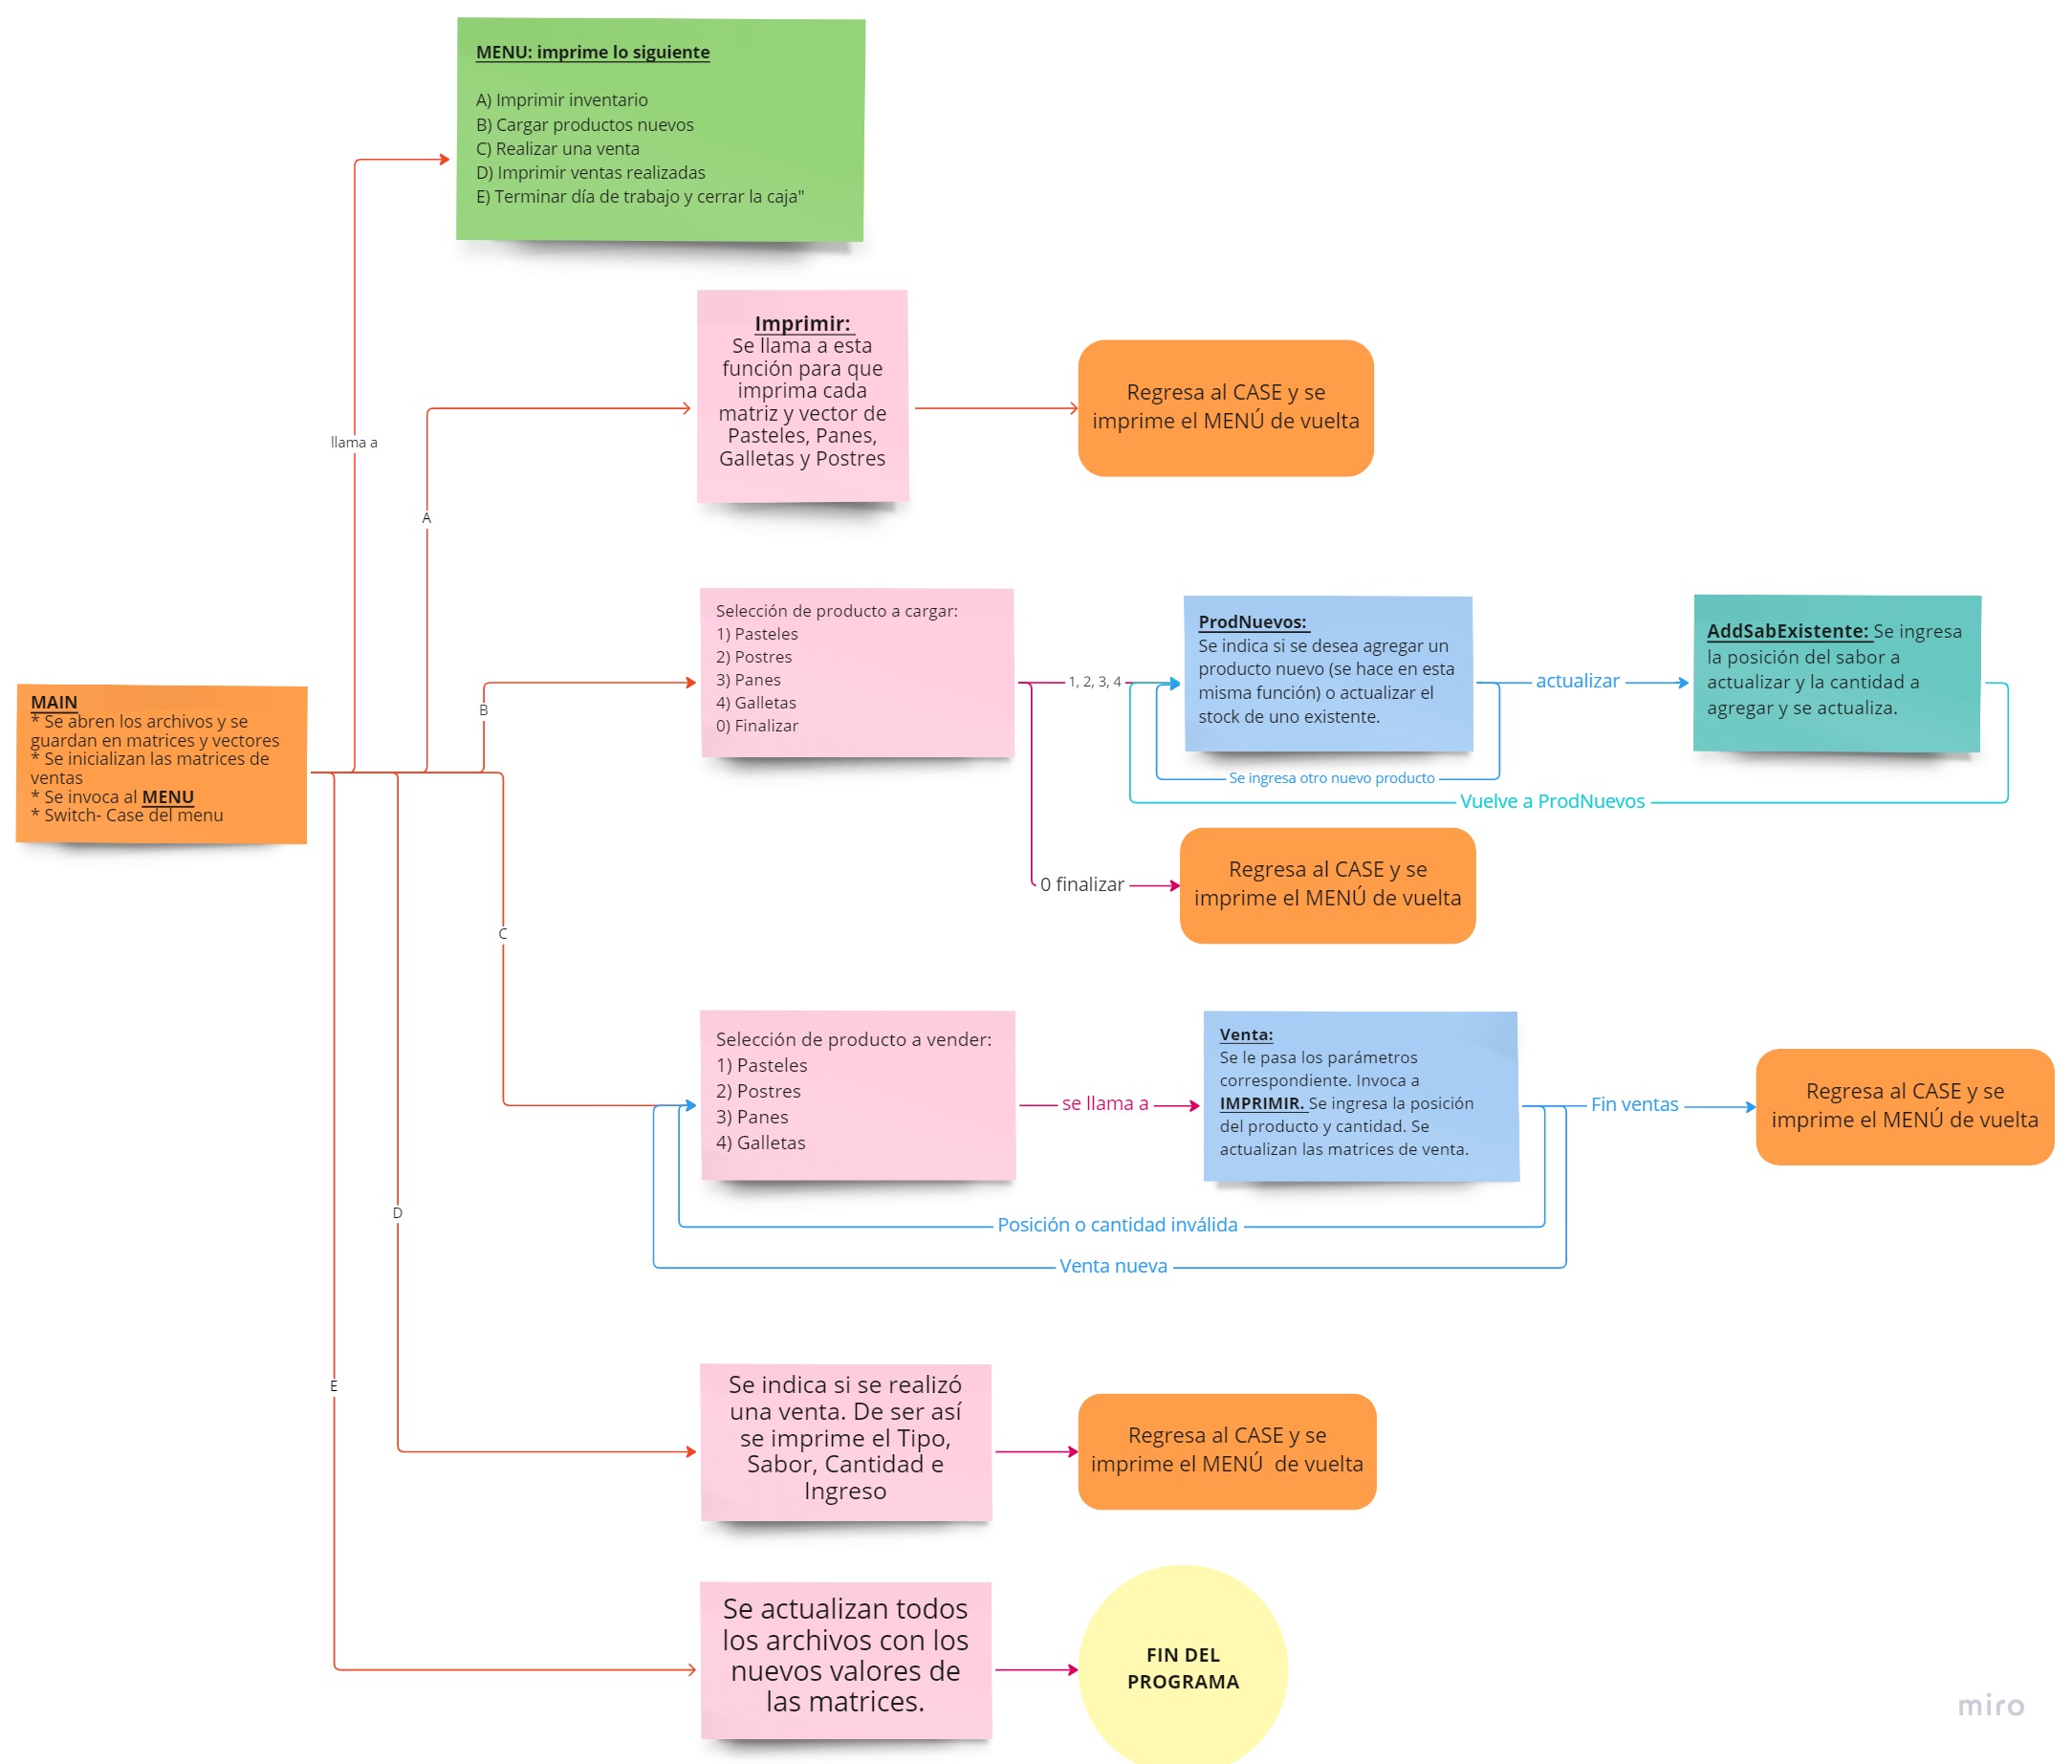 MENU: imprime lo siguiente
A) Imprimir inventario
B) Cargar productos nuevos
C) Realizar una venta
D) Imprimir ventas realizadas
E) Terminar día de trabajo y cerrar la caja"
llama a
A
Imprimir:
Se llama a esta
función para que
imprima cada
matriz y vector de
Pasteles, Panes,
Galletas y Postres
Regresa al CASE y se
imprime el MENÚ de vuelta
MAIN
* Se abren los archivos y se
guardan en matrices y vectores
* Se inicializan las matrices de
ventas
* Se invoca al MENU
* Switch- Case del menu
B
Selección de producto a cargar:
1) Pasteles
2) Postres
3) Panes
4) Galletas
0) Finalizar
1, 2, 3, 4
ProdNuevos:
Se indica si se desea agregar un
producto nuevo (se hace en esta
misma función) o actualizar el
stock de uno existente.
actualizar
AddSabExistente: Se ingresa
la posición del sabor a
actualizar y la cantidad a
agregar y se actualiza.
Se ingresa otro nuevo producto
Vuelve a ProdNuevos
0 finalizar
Regresa al CASE y se
imprime el MENÚ de vuelta
C
Selección de producto a vender:
1) Pasteles
2) Postres
3) Panes
4) Galletas
se llama a
Venta:
Se le pasa los parámetros
correspondiente. Invoca a
IMPRIMIR. Se ingresa la posición
del producto y cantidad. Se
actualizan las matrices de venta.
Fin ventas
Regresa al CASE y se
imprime el MENÚ de vuelta
Posición o cantidad inválida
Venta nueva
D
Se indica si se realizó
una venta. De ser así
se imprime el Tipo,
Sabor, Cantidad e
Ingreso
Regresa al CASE y se
imprime el MENÚ  de vuelta
E
Se actualizan todos
los archivos con los
nuevos valores de
las matrices.
FIN DEL
PROGRAMA
miro